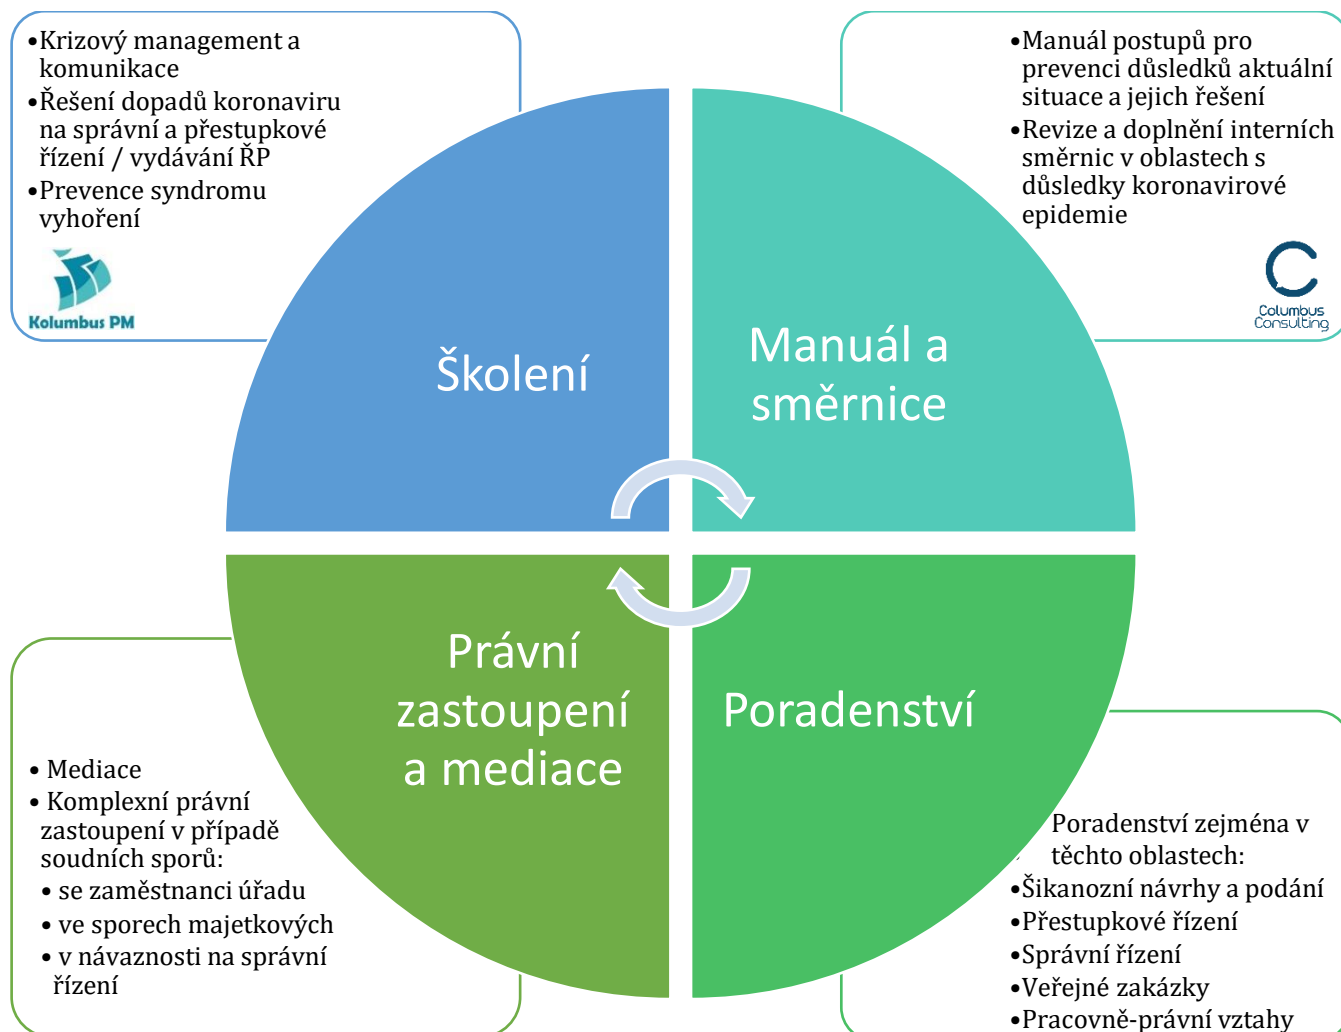 •Krizový management a
komunikace
•Řešení dopadů koronaviru
na správní a přestupkové
řízení / vydávání ŘP
•Prevence syndromu
vyhoření
Kolumbus PM
•Manuál postupů pro
prevenci důsledků aktuální
situace a jejich řešení
•Revize a doplnění interních
směrnic v oblastech s
důsledky koronavirové
epidemie
Columbus
Consulting
Školení
Manuál a
směrnice
Právní
zastoupení
a mediace
Poradenství
• Mediace
• Komplexní právní
zastoupení v případě
soudních sporů:
• se zaměstnanci úřadu
• ve sporech majetkových
• v návaznosti na správní
řízení
Poradenství zejména v
těchto oblastech:
•Šikanozní návrhy a podání
•Přestupkové řízení
•Správní řízení
•Veřejné zakázky
•Pracovně-právní vztahy